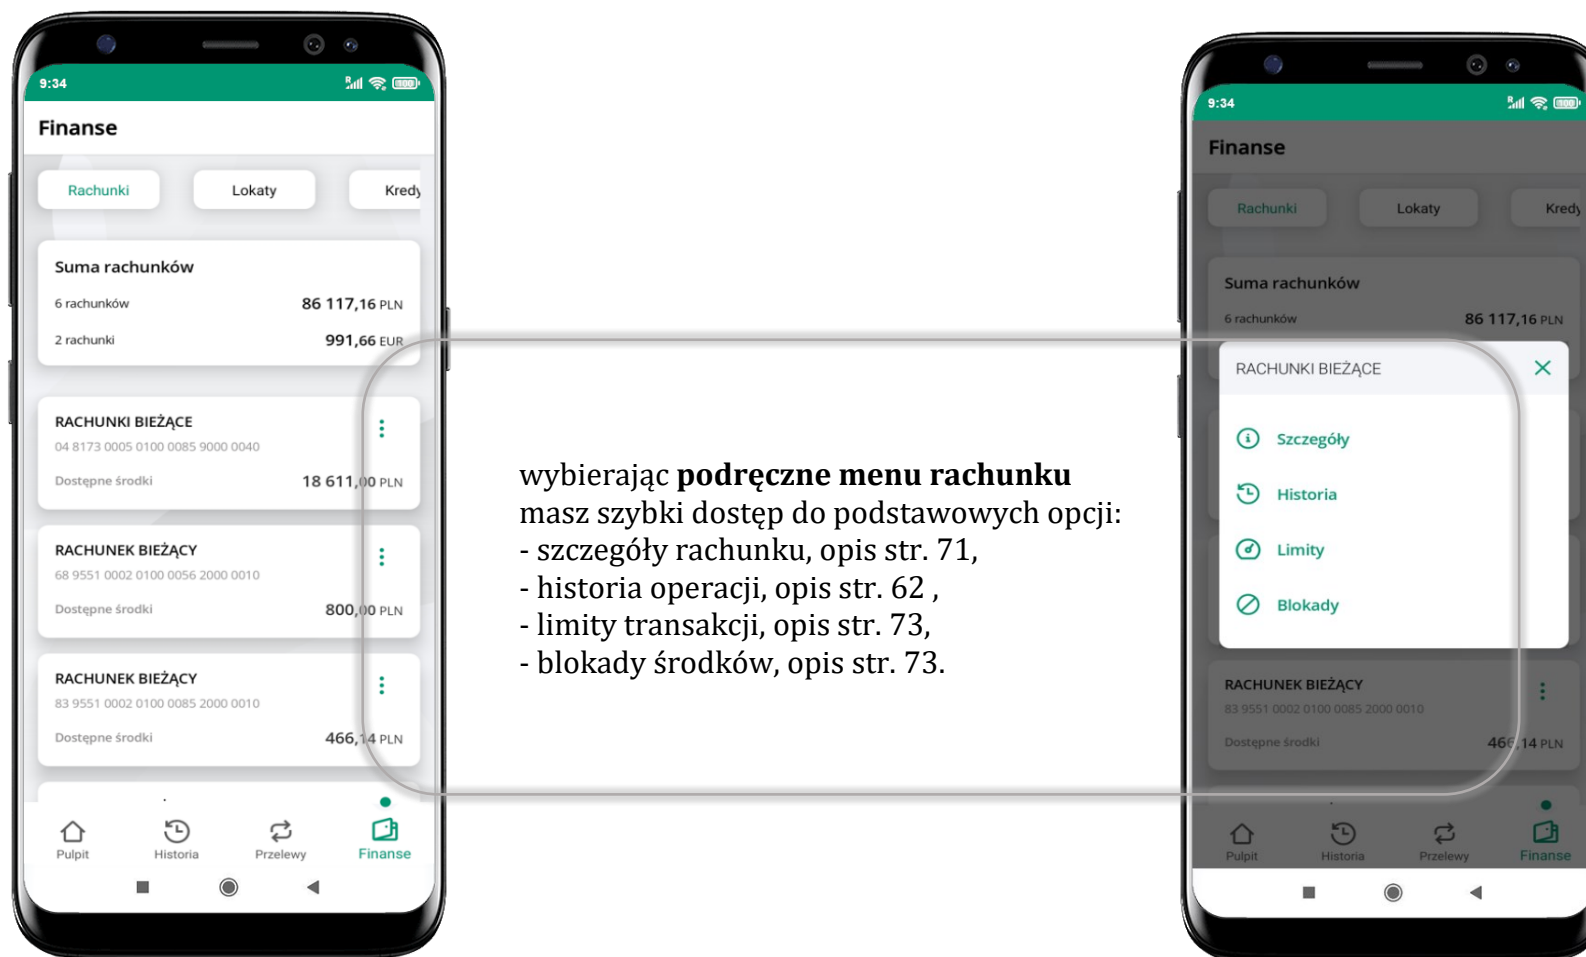 9:34
R
100
Finanse
Rachunki
Lokaty
Kredy
Suma rachunków
6 rachunków
86 117,16 PLN
2 rachunki
991,66 EUR
RACHUNKI BIEŻĄCE
04 8173 0005 0100 0085 9000 0040
Dostępne środki
18 611,00 PLN
RACHUNEK BIEŻĄCY
68 9551 0002 0100 0056 2000 0010
Dostępne środki
800,00 PLN
RACHUNEK BIEŻĄCY
83 9551 0002 0100 0085 2000 0010
Dostępne środki
466,14 PLN
Pulpit
Historia
Przelewy
Finanse
wybierając podręczne menu rachunku
masz szybki dostęp do podstawowych opcji:
- szczegóły rachunku, opis str. 71,
- historia operacji, opis str. 62 ,
- limity transakcji, opis str. 73,
- blokady środków, opis str. 73.
9:34
R
100
Finanse
Rachunki
Lokaty
Kredy
Suma rachunków
6 rachunków
86 117,16 PLN
RACHUNKI BIEŻĄCE
Szczegóły
Historia
Limity
Blokady
RACHUNEK BIEŻĄCY
83 9551 0002 0100 0085 2000 0010
Dostępne środki
466,14 PLN
Pulpit
Historia
Przelewy
Finanse